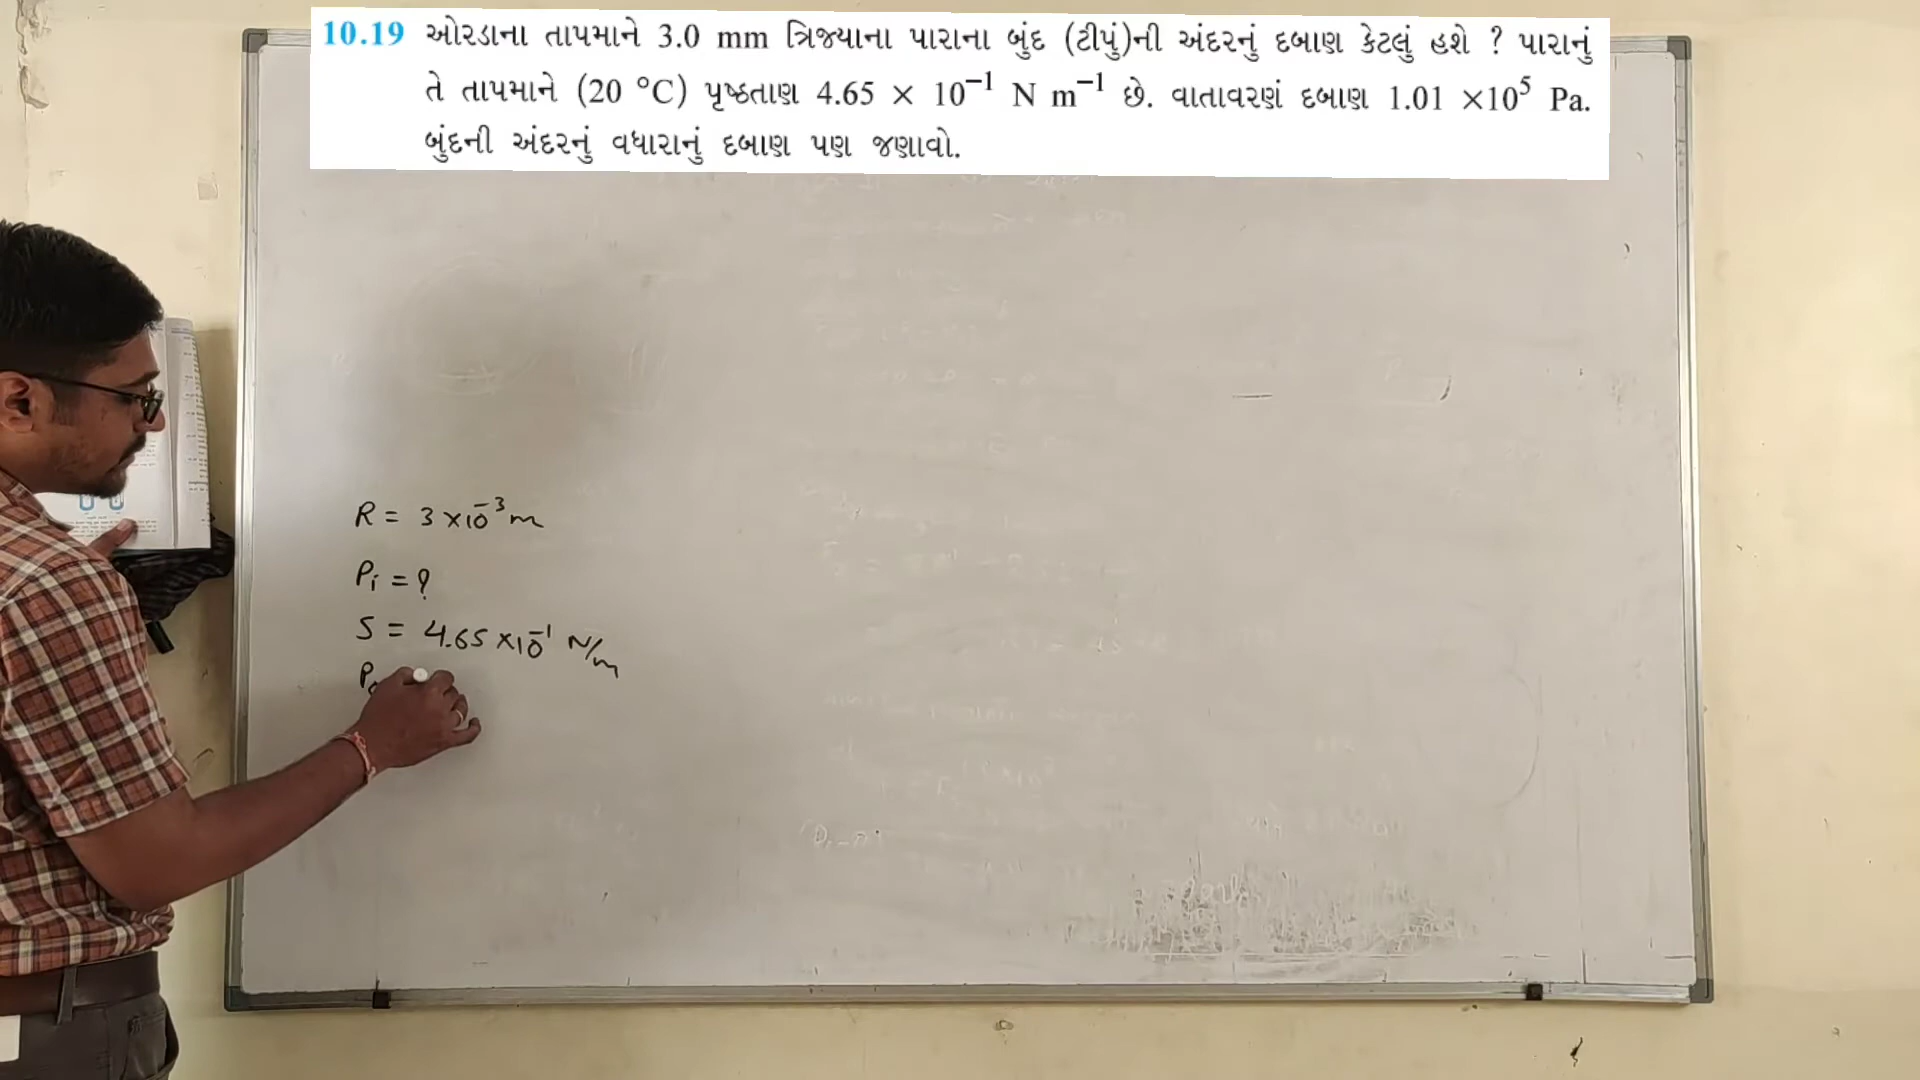 10.19 ઓરડાના તાપમાને 3.0 mm ત્રિજ્યાના પારાના બુંદ (ટીપું)ની અંદરનું દબાણ કેટલું હશે ? પારાનું
તે તાપમાને (20 °C) પૃષ્ઠતાણ 4.65 × 10⁻¹ N m⁻¹ છે. વાતાવરણં દબાણ 1.01 ×10⁵ Pa.
બુંદની અંદરનું વધારાનું દબાણ પણ જણાવો.
R = 3 ×10⁻³ m
Pi = ?
S = 4.65 ×10⁻¹ N/m